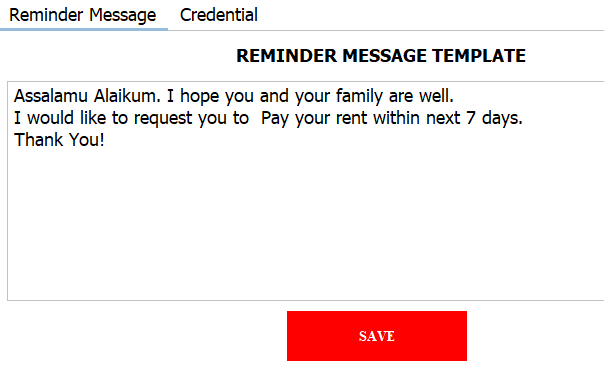 Reminder Message Credential
REMINDER MESSAGE TEMPLATE
Assalamu Alaikum. I hope you and your family are well.
I would like to request you to  Pay your rent within next 7 days.
Thank You!
SAVE